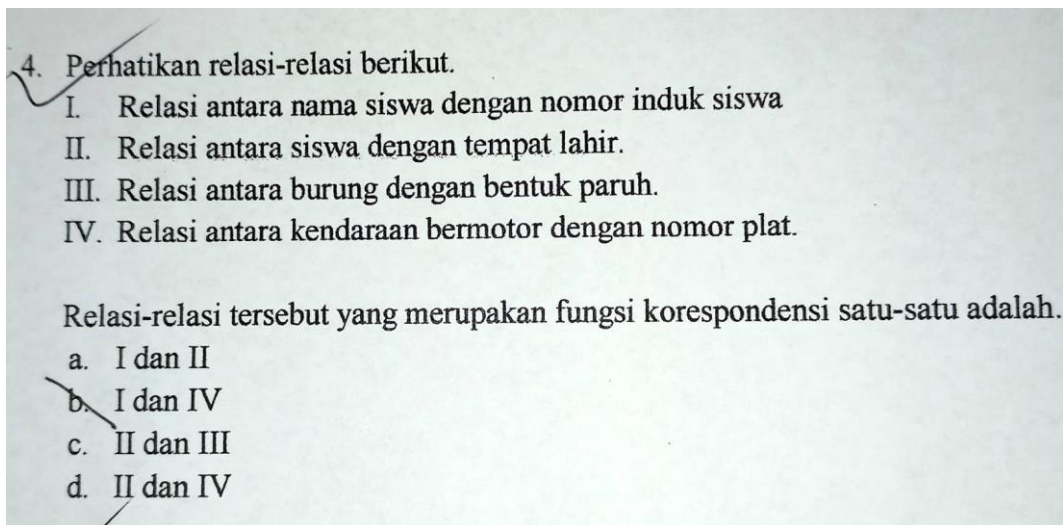 4. Perhatikan relasi-relasi berikut.
I. Relasi antara nama siswa dengan nomor induk siswa
II. Relasi antara siswa dengan tempat lahir.
III. Relasi antara burung dengan bentuk paruh.
IV. Relasi antara kendaraan bermotor dengan nomor plat.
Relasi-relasi tersebut yang merupakan fungsi korespondensi satu-satu adalah.
a. I dan II
b. I dan IV
c. II dan III
d. II dan IV